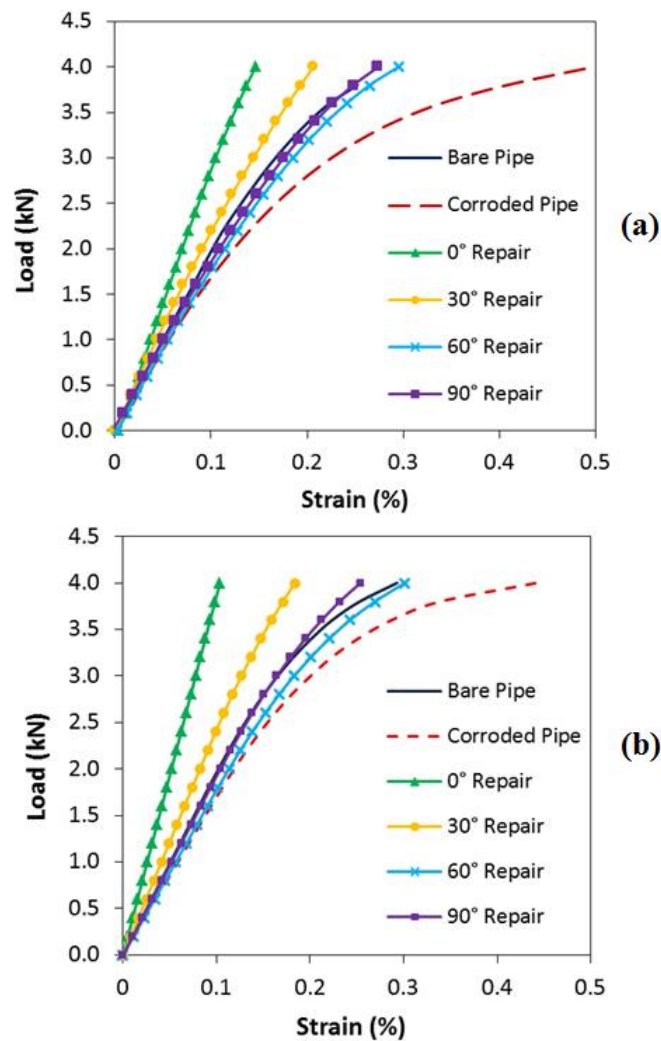 4.5
4.0
3.5
3.0
2.5
2.0
1.5
1.0
0.5
0.0
Load (kN)
Bare Pipe
Corroded Pipe
0° Repair
30° Repair
60° Repair
90° Repair
(a)
0 0.1 0.2 0.3 0.4 0.5
Strain (%)
4.5
4.0
3.5
3.0
2.5
2.0
1.5
1.0
0.5
0.0
Load (kN)
Bare Pipe
Corroded Pipe
0° Repair
30° Repair
60° Repair
90° Repair
(b)
0 0.1 0.2 0.3 0.4 0.5
Strain (%)